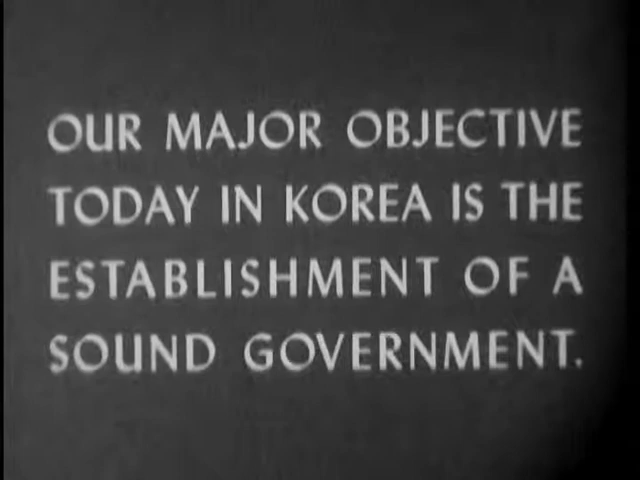 OUR MAJOR OBJECTIVE
TODAY IN KOREA IS THE
ESTABLISHMENT OF A
SOUND GOVERNMENT.